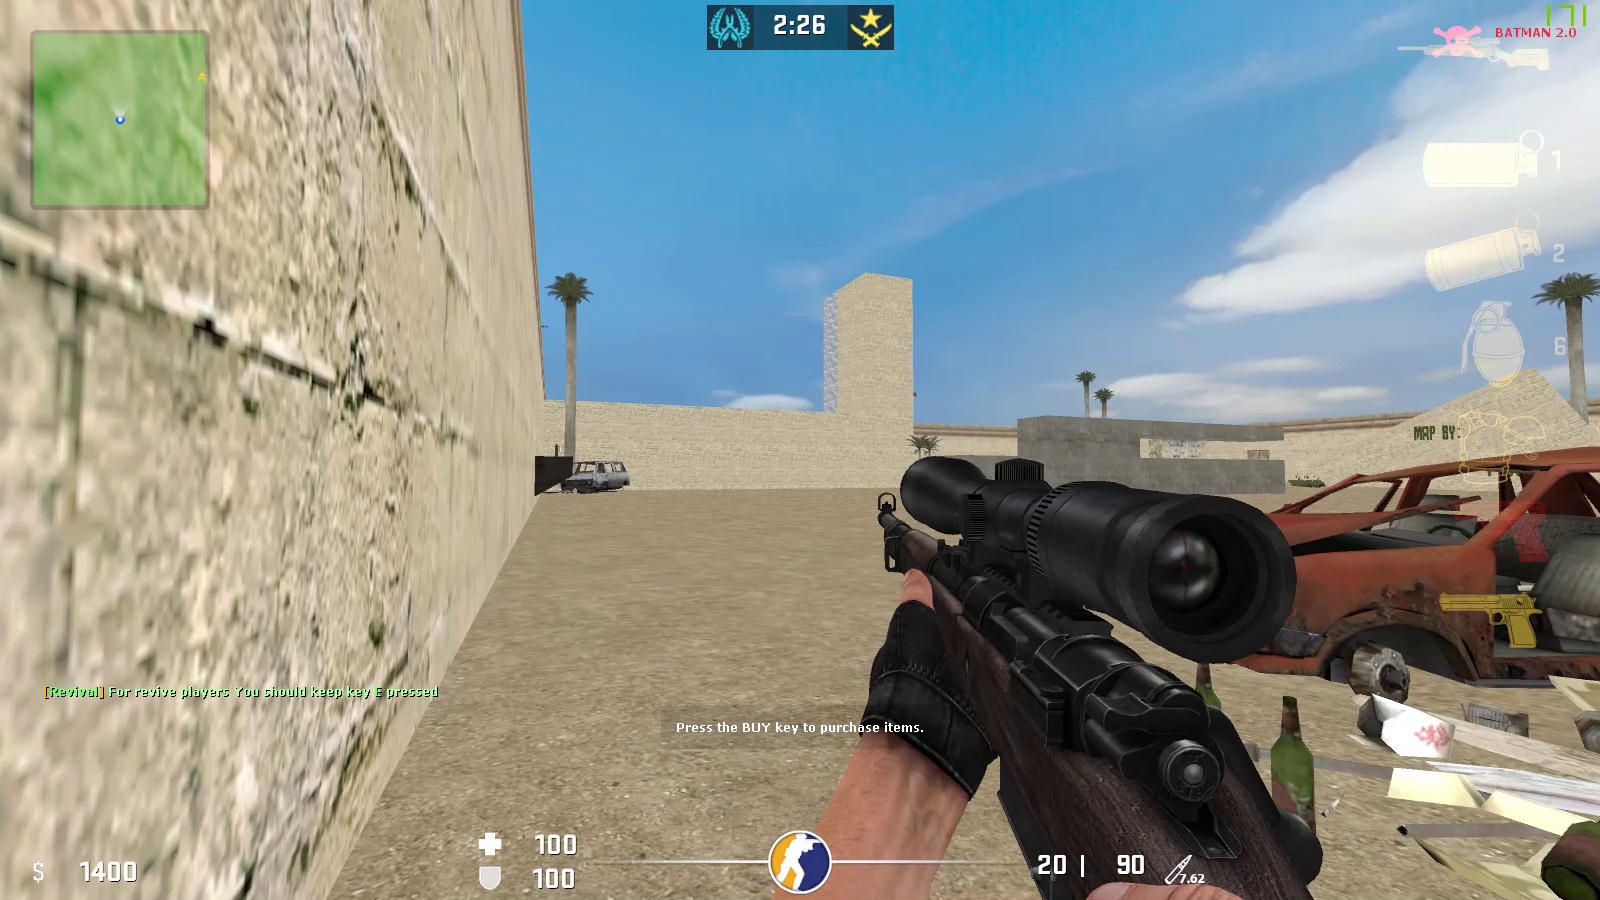 2:26
171
BATMAN 2.0
A
1
2
6
MAP BY:
[Revival] For revive players You should keep key E pressed
Press the BUY key to purchase items.
$ 1400
100
100
20 | 90
7.62